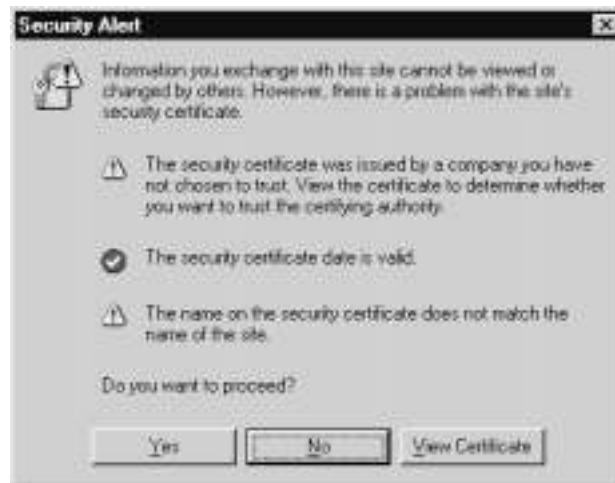 Security Alert
Information you exchange with this site cannot be viewed or
changed by others. However, there is a problem with the site's
security certificate.
The security certificate was issued by a company you have
not chosen to trust. View the certificate to determine whether
you want to trust the certifying authority.
The security certificate date is valid.
The name on the security certificate does not match the
name of the site.
Do you want to proceed?
Yes
No
View Certificate